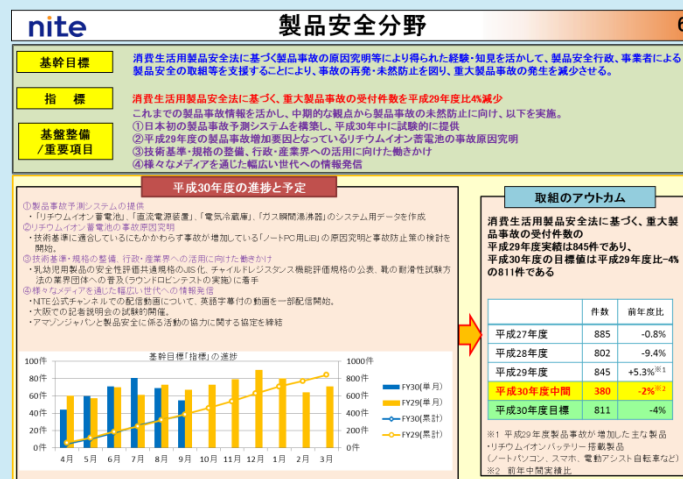 nite
製品安全分野
6
基幹目標
消費生活用製品安全法に基づく製品事故の原因究明等により得られた経験・知見を活かして、製品安全行政、事業者による
製品安全の取組等を支援することにより、事故の再発・未然防止を図り、重大製品事故の発生を減少させる。
指 標
消費生活用製品安全法に基づく、重大製品事故の受付件数を平成29年度比4%減少
基盤整備
/重要項目
これまでの製品事故情報を活かし、中期的な観点から製品事故の未然防止に向け、以下を実施。
①日本初の製品事故予測システムを構築し、平成30年中に試験的に提供
②平成29年度の製品事故増加要因となっているリチウムイオン蓄電池の事故原因究明
③技術基準・規格の整備、行政・産業界への活用に向けた働きかけ
④様々なメディアを通じた幅広い世代への情報発信
平成30年度の進捗と予定
①製品事故予測システムの提供
・「リチウムイオン蓄電池」、「直流電源装置」、「電気冷蔵庫」、「ガス瞬間湯沸器」のシステム用データを作成
②リチウムイオン蓄電池の事故原因究明
・技術基準に適合しているにもかかわらず事故が増加している「ノートPC用LiB」の原因究明と事故防止策の検討を
開始。
③技術基準・規格の整備、行政・産業界への活用に向けた働きかけ
・乳幼児用製品の安全性評価共通規格のJIS化、チャイルドレジスタンス機能評価規格の公表、靴の耐滑性試験方
法の業界団体への普及(ラウンドロビンテストの実施)に着手
④様々なメディアを通じた幅広い世代への情報発信
・NITE公式チャンネルでの配信動画について、英語字幕付の動画を一部配信開始。
・大阪での記者説明会の試験的開催。
・アマゾンジャパンと製品安全に係る活動の協力に関する協定を締結
基幹目標「指標」の進捗
100件
80件
60件
40件
20件
0件
1000件
800件
600件
400件
200件
0件
4月 5月 6月 7月 8月 9月 10月 11月 12月 1月 2月 3月
FY30(単月)
FY29(単月)
FY30(累計)
FY29(累計)
取組のアウトカム
消費生活用製品安全法に基づく、重大製
品事故の受付件数の
平成29年度実績は845件であり、
平成30年度の目標値は平成29年度比-4%
の811件である
件数 前年度比
平成27年度 885 -0.8%
平成28年度 802 -9.4%
平成29年度 845 +5.3%※1
平成30年度中間 380 -2%※2
平成30年度目標 811 -4%
※1 平成29年度製品事故が増加した主な製品
・リチウムイオンバッテリー搭載製品
(ノートパソコン、スマホ、電動アシスト自転車など)
※2 前年中間実績比